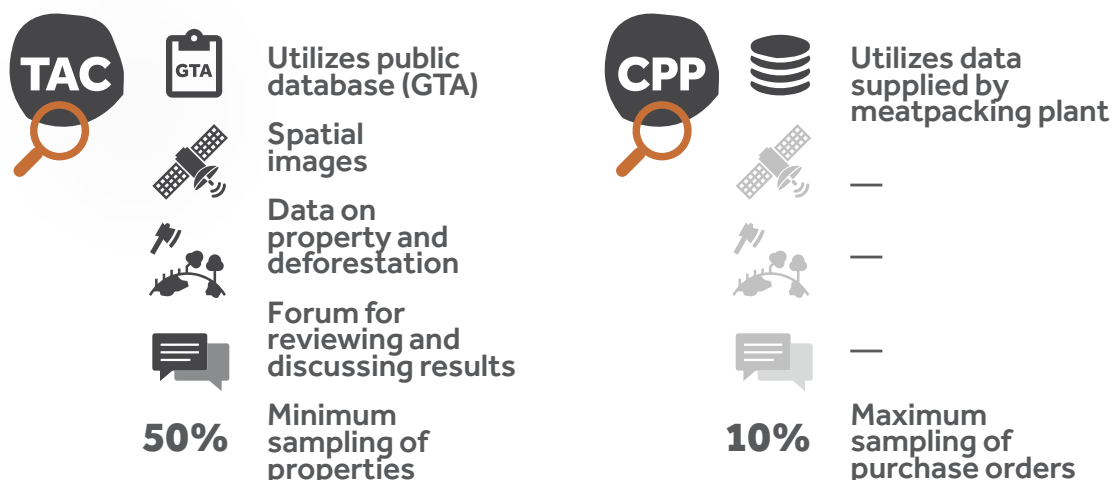 TAC
GTA
Utilizes public
database (GTA)
Spatial
images
Data on
property and
deforestation
Forum for
reviewing and
discussing results
50%
Minimum
sampling of
properties
CPP
Utilizes data
supplied by
meatpacking plant
—
—
—
10%
Maximum
sampling of
purchase orders